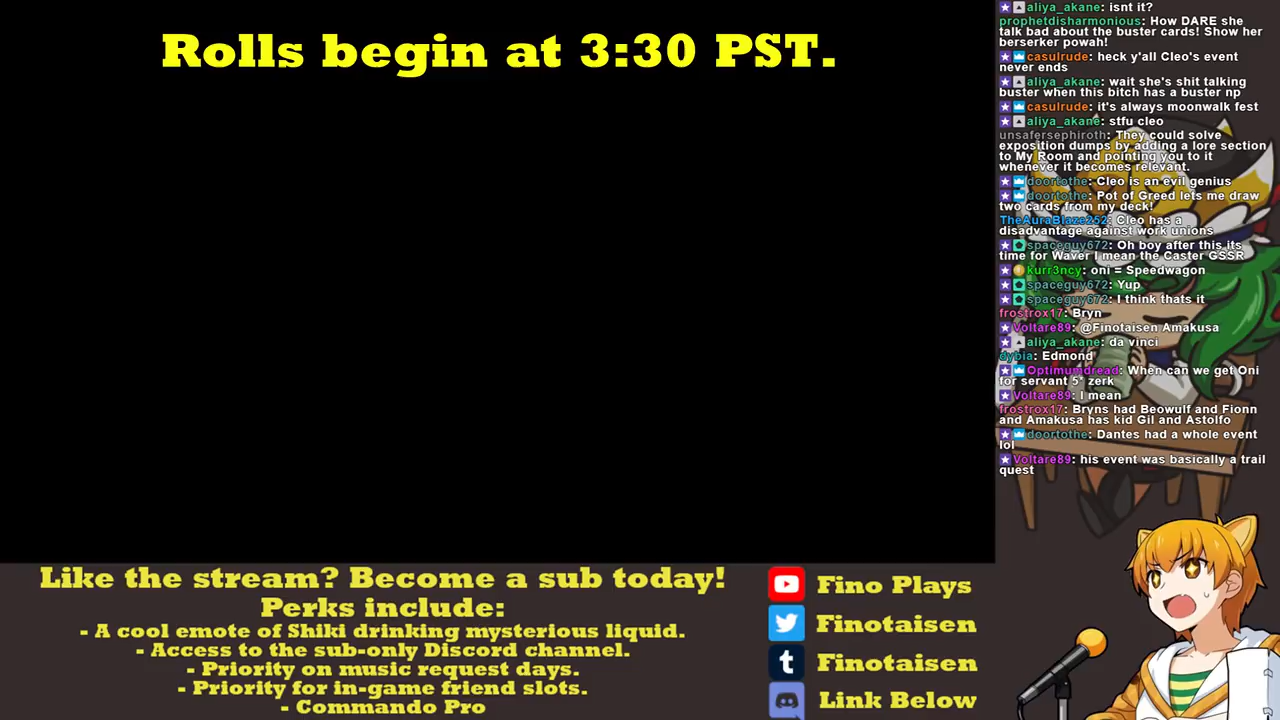 Rolls begin at 3:30 PST.
aliya_akane: isnt it?
prophetdisharmonious: How DARE she
talk bad about the buster cards! Show her
berserker powah!
casulrude: heck y'all Cleo's event
never ends
aliya_akane: wait she's shit talking
buster when this bitch has a buster np
casulrude: it's always moonwalk fest
aliya_akane: stfu cleo
unsafersephiroth: They could solve
exposition dumps by adding a lore section
to My Room and pointing you to it
whenever it becomes relevant.
doortothe: Cleo is an evil genius
doortothe: Pot of Greed lets me draw
two cards from my deck!
TheAuraBlaze252: Cleo has a
disadvantage against work unions
spaceguy672: Oh boy after this its
time for Waver I mean the Caster GSSR
kurr3ncy: oni = Speedwagon
spaceguy672: Yup
spaceguy672: I think thats it
frostrox17: Bryn
Voltare89: @Finotaisen Amakusa
aliya_akane: da vinci
dybia: Edmond
Optimumdread: When can we get Oni
for servant 5* zerk
Voltare89: I mean
frostrox17: Bryns had Beowulf and Fionn
and Amakusa has kid Gil and Astolfo
doortothe: Dantes had a whole event
lol
Voltare89: his event was basically a trail
quest
Like the stream? Become a sub today!
Perks include:
- A cool emote of Shiki drinking mysterious liquid.
- Access to the sub-only Discord channel.
- Priority on music request days.
- Priority for in-game friend slots.
- Commando Pro
Fino Plays
Finotaisen
Finotaisen
Link Below